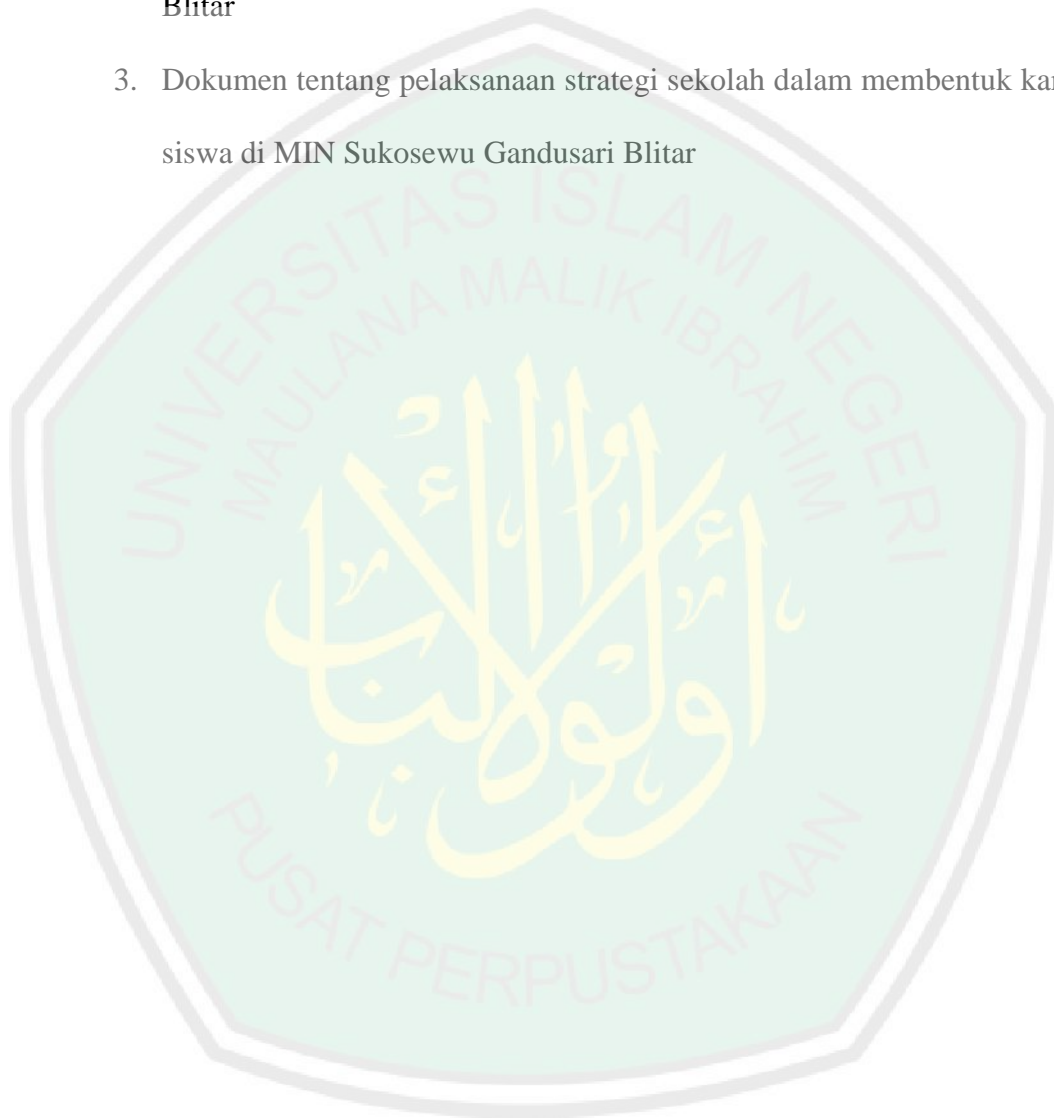 Blitar
3. Dokumen tentang pelaksanaan strategi sekolah dalam membentuk
siswa di MIN Sukosewu Gandusari Blitar
UNIVERSITAS ISLAM NEGERI
MAULANA MALIK IBRAHIM
أولوا الألباب
PUSAT PERPUSTAKAAN